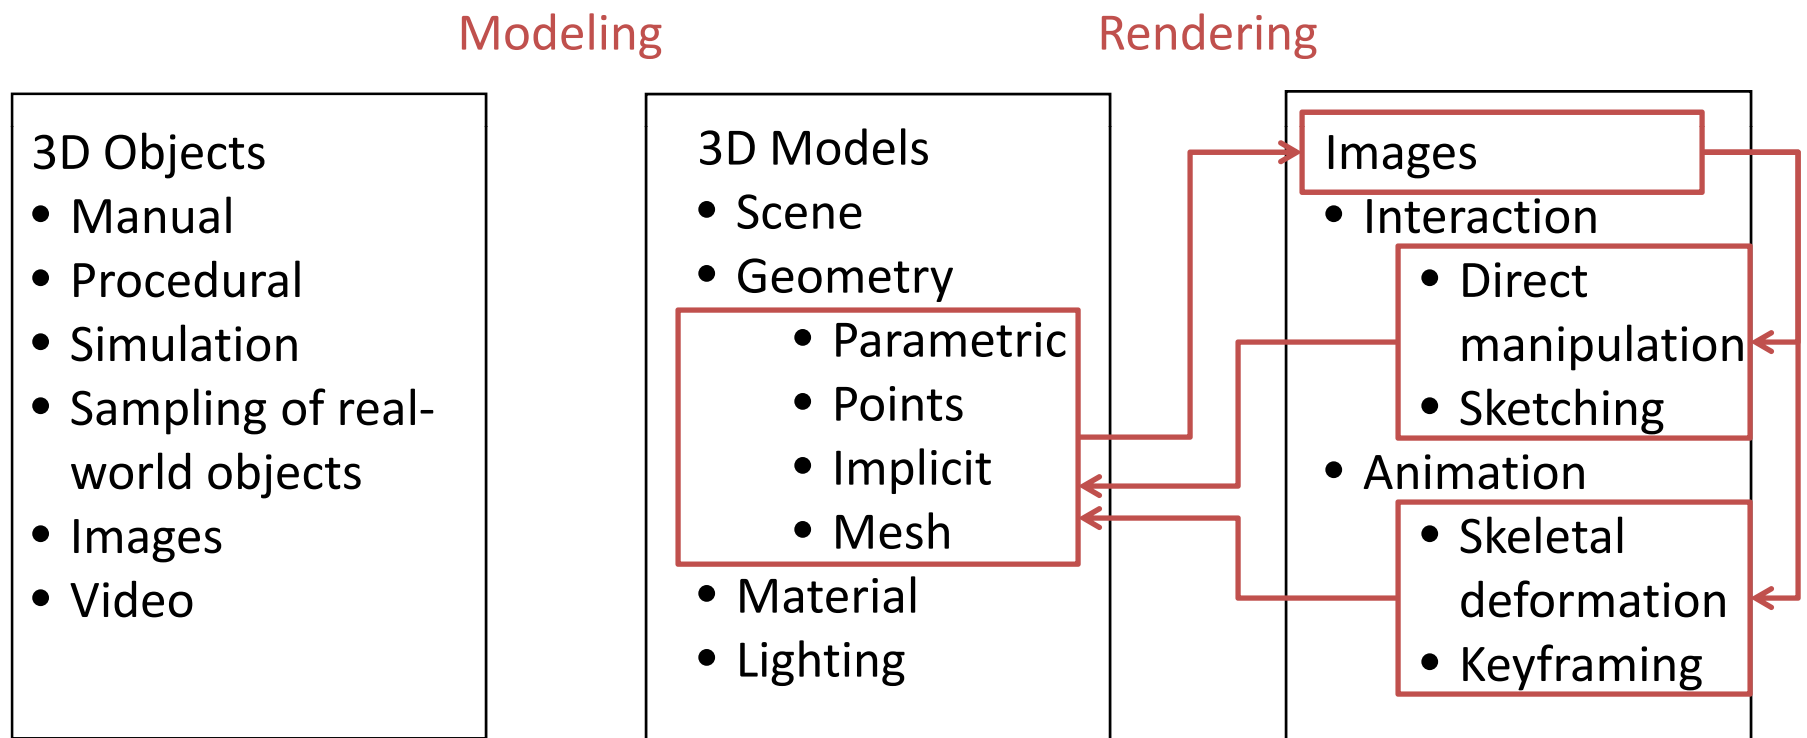 Modeling
Rendering
3D Objects
• Manual
• Procedural
• Simulation
• Sampling of real-
world objects
• Images
• Video
3D Models
• Scene
• Geometry
• Parametric
• Points
• Implicit
• Mesh
• Material
• Lighting
Images
• Interaction
• Direct
manipulation
• Sketching
• Animation
• Skeletal
deformation
• Keyframing